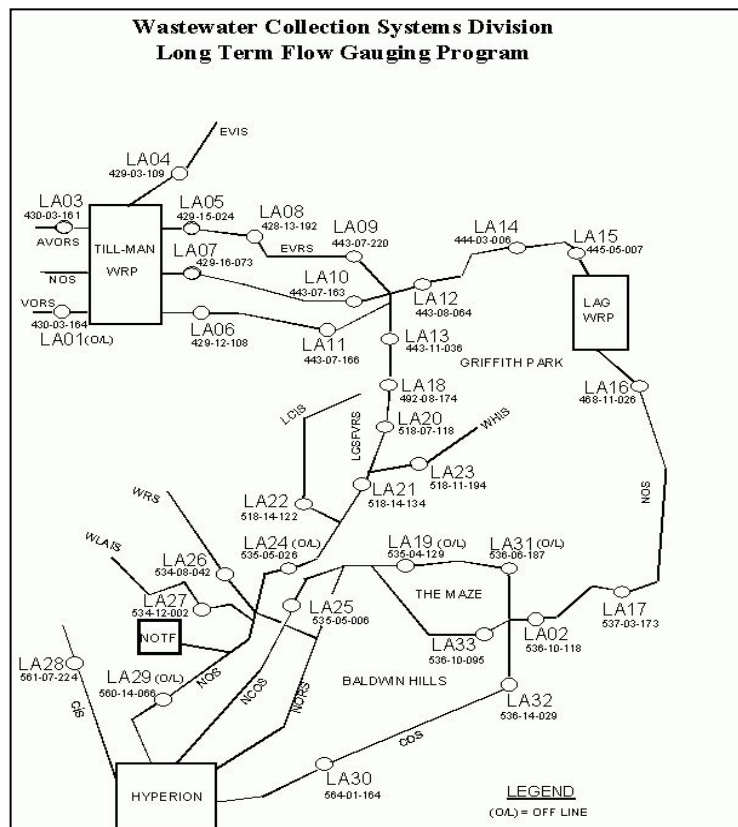 Wastewater Collection Systems Division
Long Term Flow Gauging Program
EVIS
LA04
429-03-109
LA03
430-03-161
AVORS
TILL-MAN
WRP
NOS
VORS
430-03-164
LA01 (O/L)
LA05
429-15-024
LA08
428-13-192
EVRS
LA09
443-07-220
LA07
429-16-073
LA10
443-07-163
LA06
429-12-108
LA11
443-07-166
LA12
443-08-064
LA14
444-03-006
LA15
445-05-007
LAG
WRP
LA13
443-11-036
GRIFFITH PARK
LA18
492-08-174
LA16
468-11-026
LCIS
LCSFVRS
LA20
518-07-118
WHIS
LA23
518-11-194
LA21
518-14-134
LA22
518-14-122
NOS
WRS
WLAIS
LA24 (O/L)
535-05-026
LA19 (O/L)
535-04-129
LA31 (O/L)
536-06-187
LA26
534-08-042
LA27
534-12-002
LA25
535-05-006
THE MAZE
LA17
537-03-173
LA33
536-10-095
LA02
536-10-118
NOTF
LA28
561-07-224
LA29 (O/L)
560-14-066
NOS
NCOS
NORS
BALDWIN HILLS
LA32
536-14-029
CIS
COS
LA30
564-01-164
HYPERION
LEGEND
(O/L) = OFF LINE